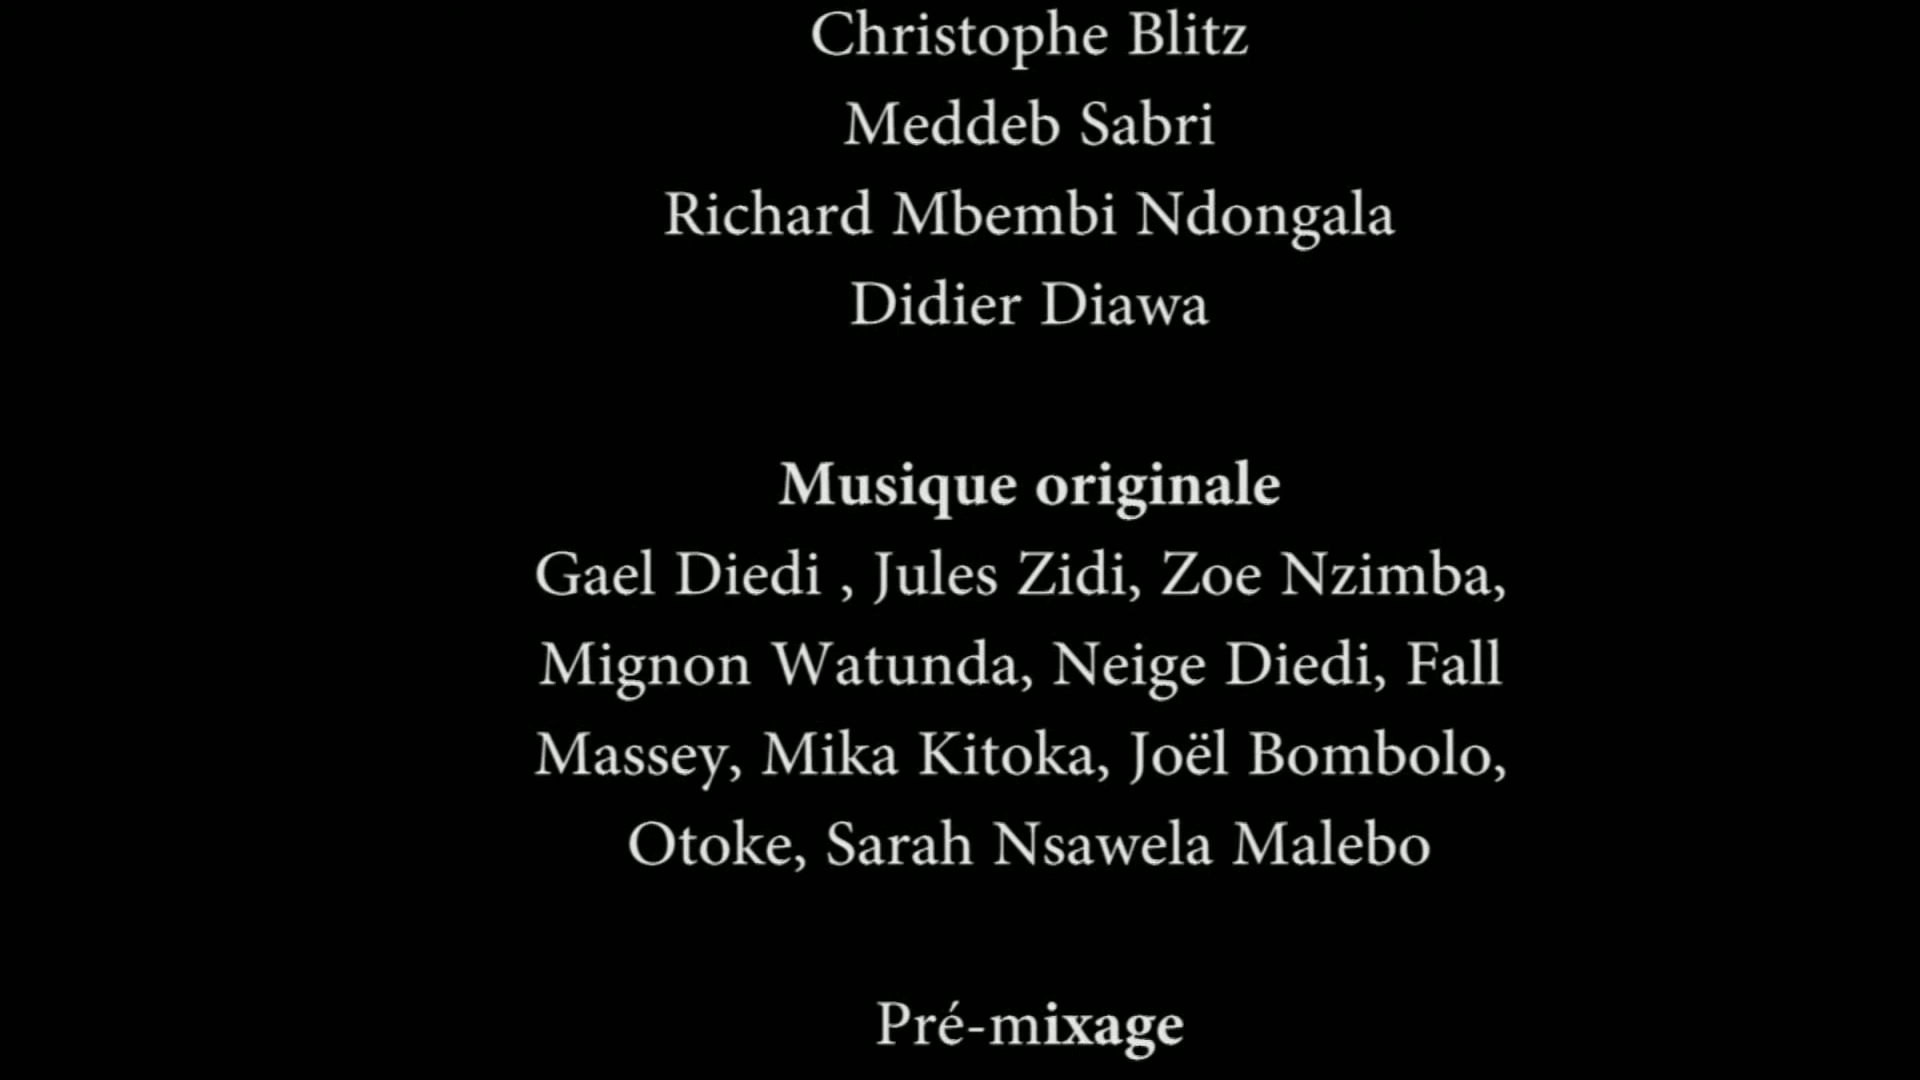 Christophe Blitz
Meddeb Sabri
Richard Mbembi Ndongala
Didier Diawa
Musique originale
Gael Diedi , Jules Zidi, Zoe Nzimba,
Mignon Watunda, Neige Diedi, Fall
Massey, Mika Kitoka, Joël Bombolo,
Otoke, Sarah Nsawela Malebo
Pré-mixage